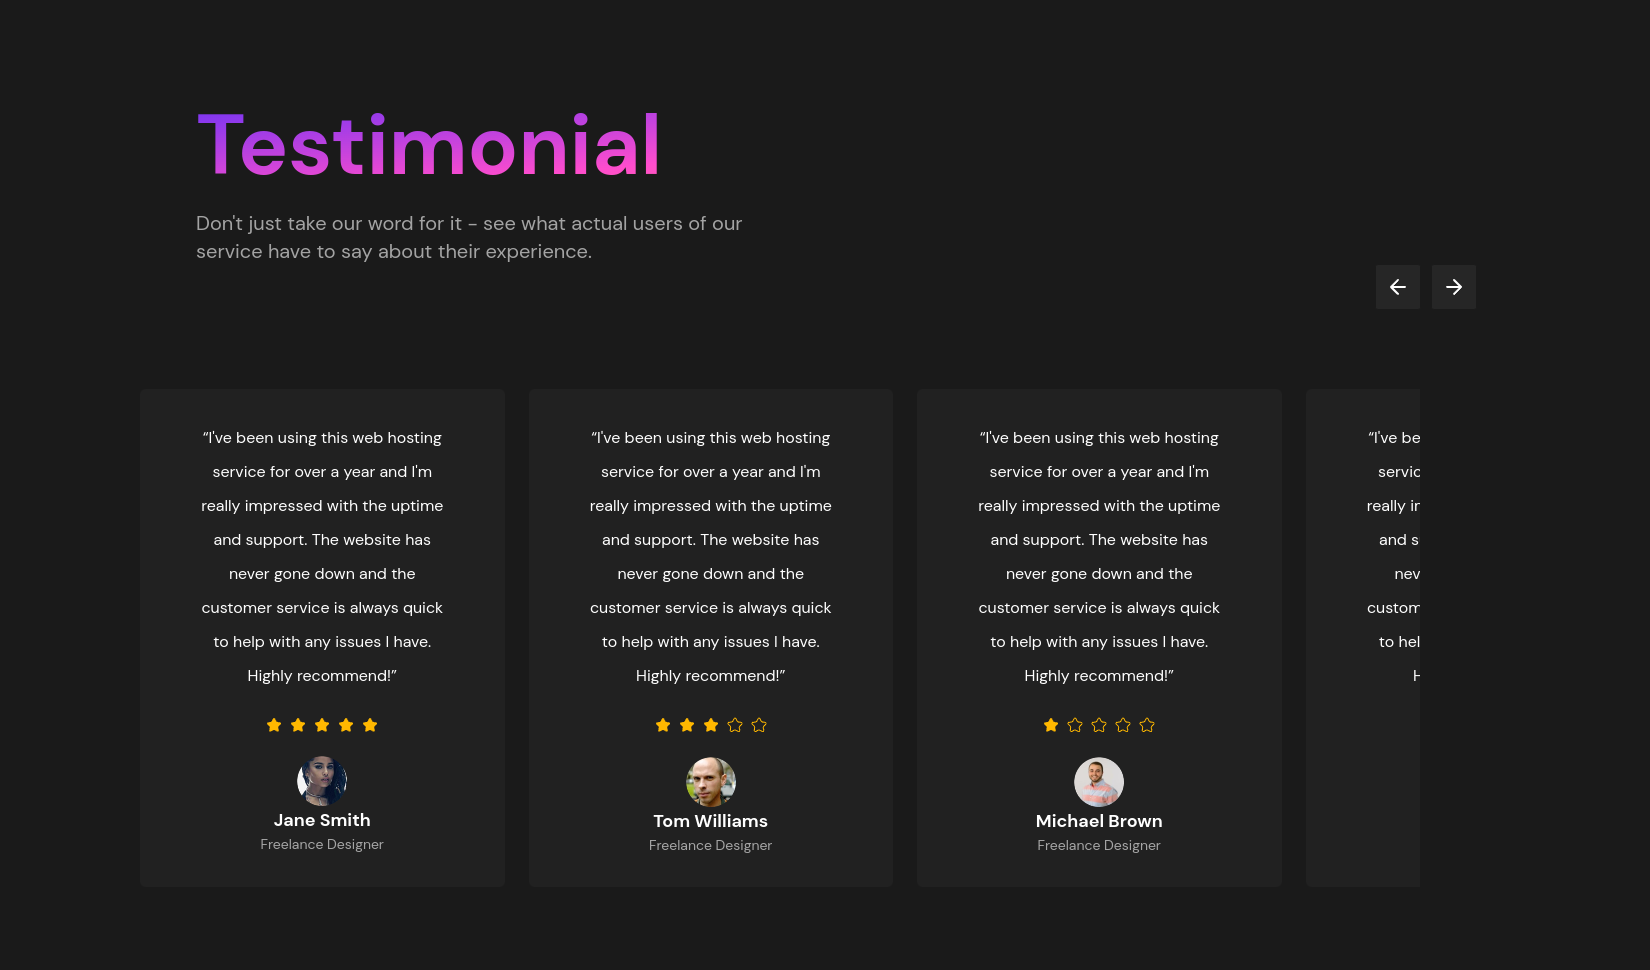 Testimonial
Don't just take our word for it - see what actual users of our
service have to say about their experience.
“I've been using this web hosting
service for over a year and I'm
really impressed with the uptime
and support. The website has
never gone down and the
customer service is always quick
to help with any issues I have.
Highly recommend!”
Jane Smith
Freelance Designer
“I've been using this web hosting
service for over a year and I'm
really impressed with the uptime
and support. The website has
never gone down and the
customer service is always quick
to help with any issues I have.
Highly recommend!”
Tom Williams
Freelance Designer
“I've been using this web hosting
service for over a year and I'm
really impressed with the uptime
and support. The website has
never gone down and the
customer service is always quick
to help with any issues I have.
Highly recommend!”
Michael Brown
Freelance Designer
“I've be
servic
really ir
and s
nev
custom
to hel
H